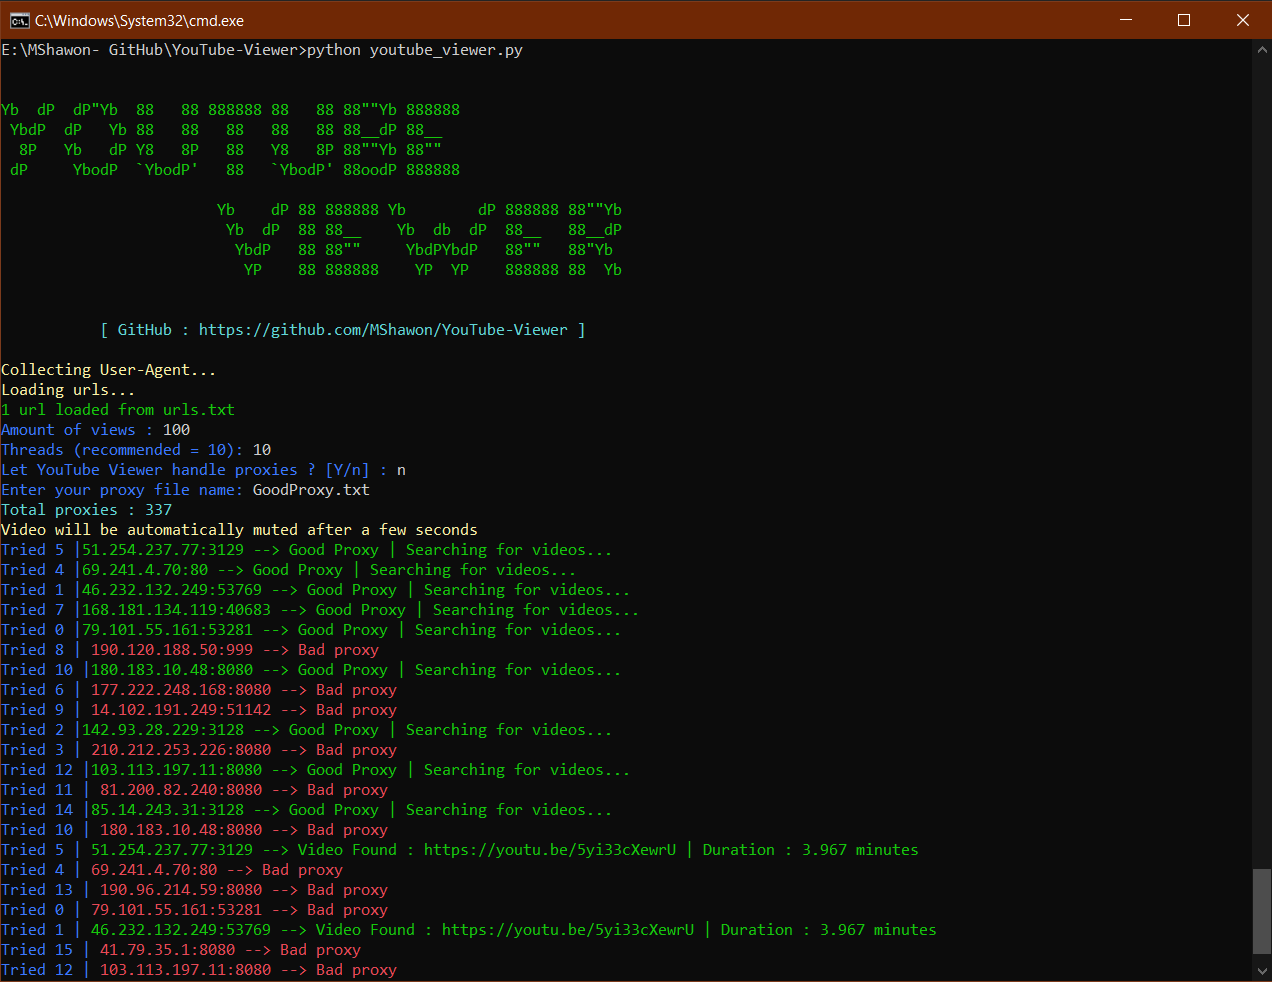 C:\Windows\System32\cmd.exe
E:\MShawon- GitHub\YouTube-Viewer>python youtube_viewer.py
Yb  dP  dP"Yb  88   88 888888 88   88 88""Yb 888888
 YbdP  dP   Yb 88   88   88   88   88 88__dP 88__
  8P   Yb   dP Y8   8P   88   Y8   8P 88""Yb 88""
 dP     YbodP  `YbodP'   88   `YbodP' 88oodP 888888
                        Yb    dP 88 888888 Yb        dP 888888 88""Yb
                         Yb  dP  88 88__    Yb  db  dP  88__   88__dP
                          YbdP   88 88""     YbdPYbdP   88""   88"Yb
                           YP    88 888888    YP  YP    888888 88  Yb
[ GitHub : https://github.com/MShawon/YouTube-Viewer ]
Collecting User-Agent...
Loading urls...
1 url loaded from urls.txt
Amount of views : 100
Threads (recommended = 10): 10
Let YouTube Viewer handle proxies ? [Y/n] : n
Enter your proxy file name: GoodProxy.txt
Total proxies : 337
Video will be automatically muted after a few seconds
Tried 5 |51.254.237.77:3129 --> Good Proxy | Searching for videos...
Tried 4 |69.241.4.70:80 --> Good Proxy | Searching for videos...
Tried 1 |46.232.132.249:53769 --> Good Proxy | Searching for videos...
Tried 7 |168.181.134.119:40683 --> Good Proxy | Searching for videos...
Tried 0 |79.101.55.161:53281 --> Good Proxy | Searching for videos...
Tried 8 | 190.120.188.50:999 --> Bad proxy
Tried 10 |180.183.10.48:8080 --> Good Proxy | Searching for videos...
Tried 6 | 177.222.248.168:8080 --> Bad proxy
Tried 9 | 14.102.191.249:51142 --> Bad proxy
Tried 2 |142.93.28.229:3128 --> Good Proxy | Searching for videos...
Tried 3 | 210.212.253.226:8080 --> Bad proxy
Tried 12 |103.113.197.11:8080 --> Good Proxy | Searching for videos...
Tried 11 | 81.200.82.240:8080 --> Bad proxy
Tried 14 |85.14.243.31:3128 --> Good Proxy | Searching for videos...
Tried 10 | 180.183.10.48:8080 --> Bad proxy
Tried 5 | 51.254.237.77:3129 --> Video Found : https://youtu.be/5yi33cXewrU | Duration : 3.967 minutes
Tried 4 | 69.241.4.70:80 --> Bad proxy
Tried 13 | 190.96.214.59:8080 --> Bad proxy
Tried 0 | 79.101.55.161:53281 --> Bad proxy
Tried 1 | 46.232.132.249:53769 --> Video Found : https://youtu.be/5yi33cXewrU | Duration : 3.967 minutes
Tried 15 | 41.79.35.1:8080 --> Bad proxy
Tried 12 | 103.113.197.11:8080 --> Bad proxy